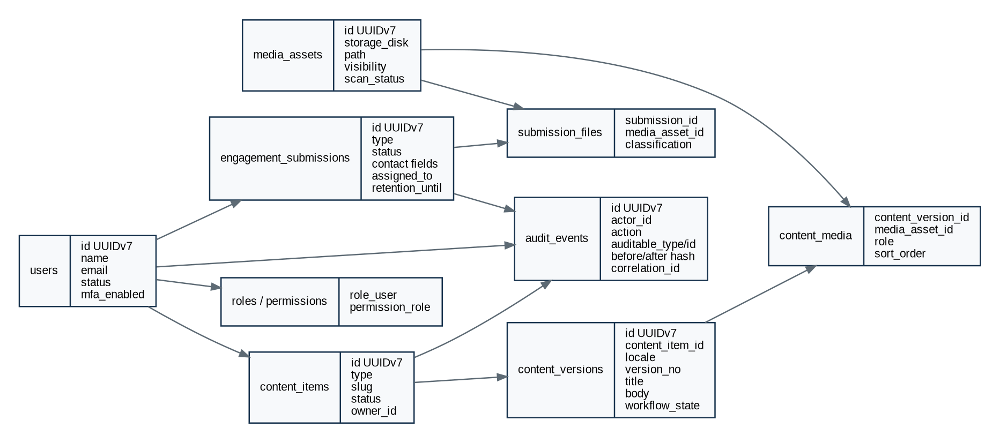 media_assets
id UUIDv7
storage_disk
path
visibility
scan_status
engagement_submissions
id UUIDv7
type
status
contact fields
assigned_to
retention_until
submission_files
submission_id
media_asset_id
classification
users
id UUIDv7
name
email
status
mfa_enabled
audit_events
id UUIDv7
actor_id
action
auditable_type/id
before/after hash
correlation_id
content_media
content_version_id
media_asset_id
role
sort_order
roles / permissions
role_user
permission_role
content_items
id UUIDv7
type
slug
status
owner_id
content_versions
id UUIDv7
content_item_id
locale
version_no
title
body
workflow_state